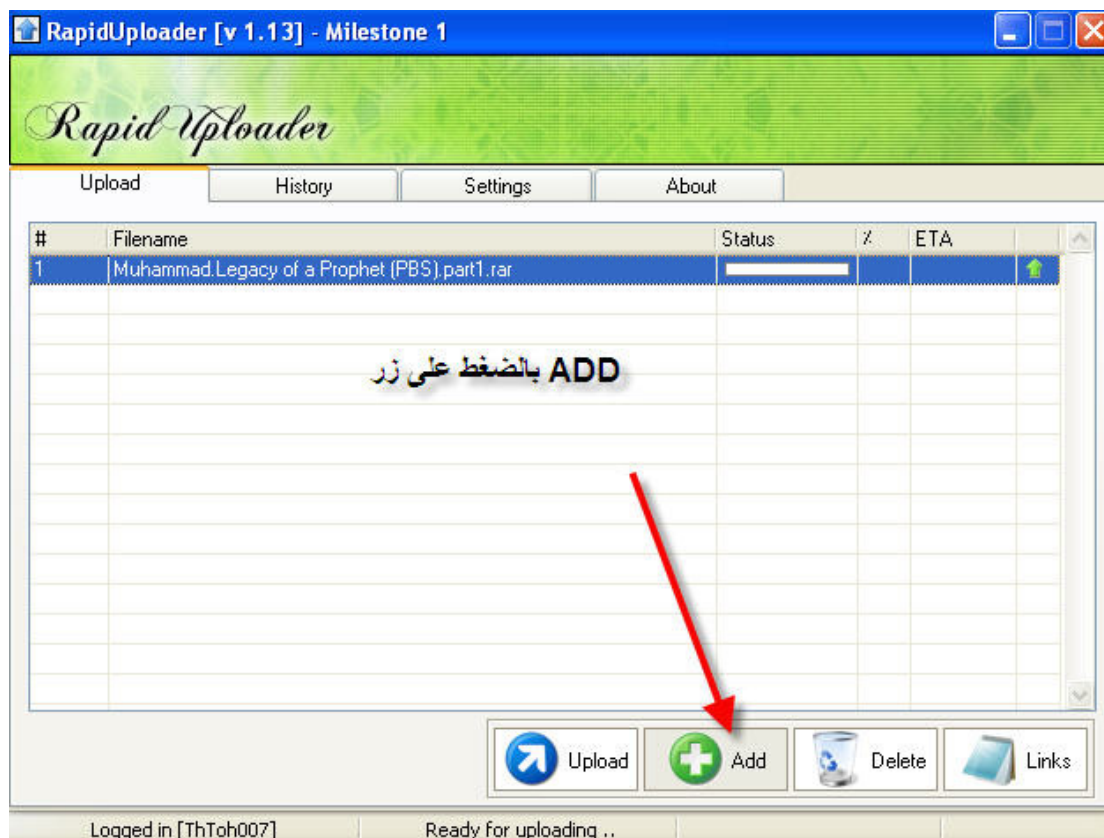 RapidUploader [v 1.13] - Milestone 1
Rapid Uploader
Upload History Settings About
# Filename Status % ETA
1 Muhammad.Legacy of a Prophet (PBS).part1.rar
بالضغط على زر ADD
Upload Add Delete Links
Logged in [ThToh007] Ready for uploading ..